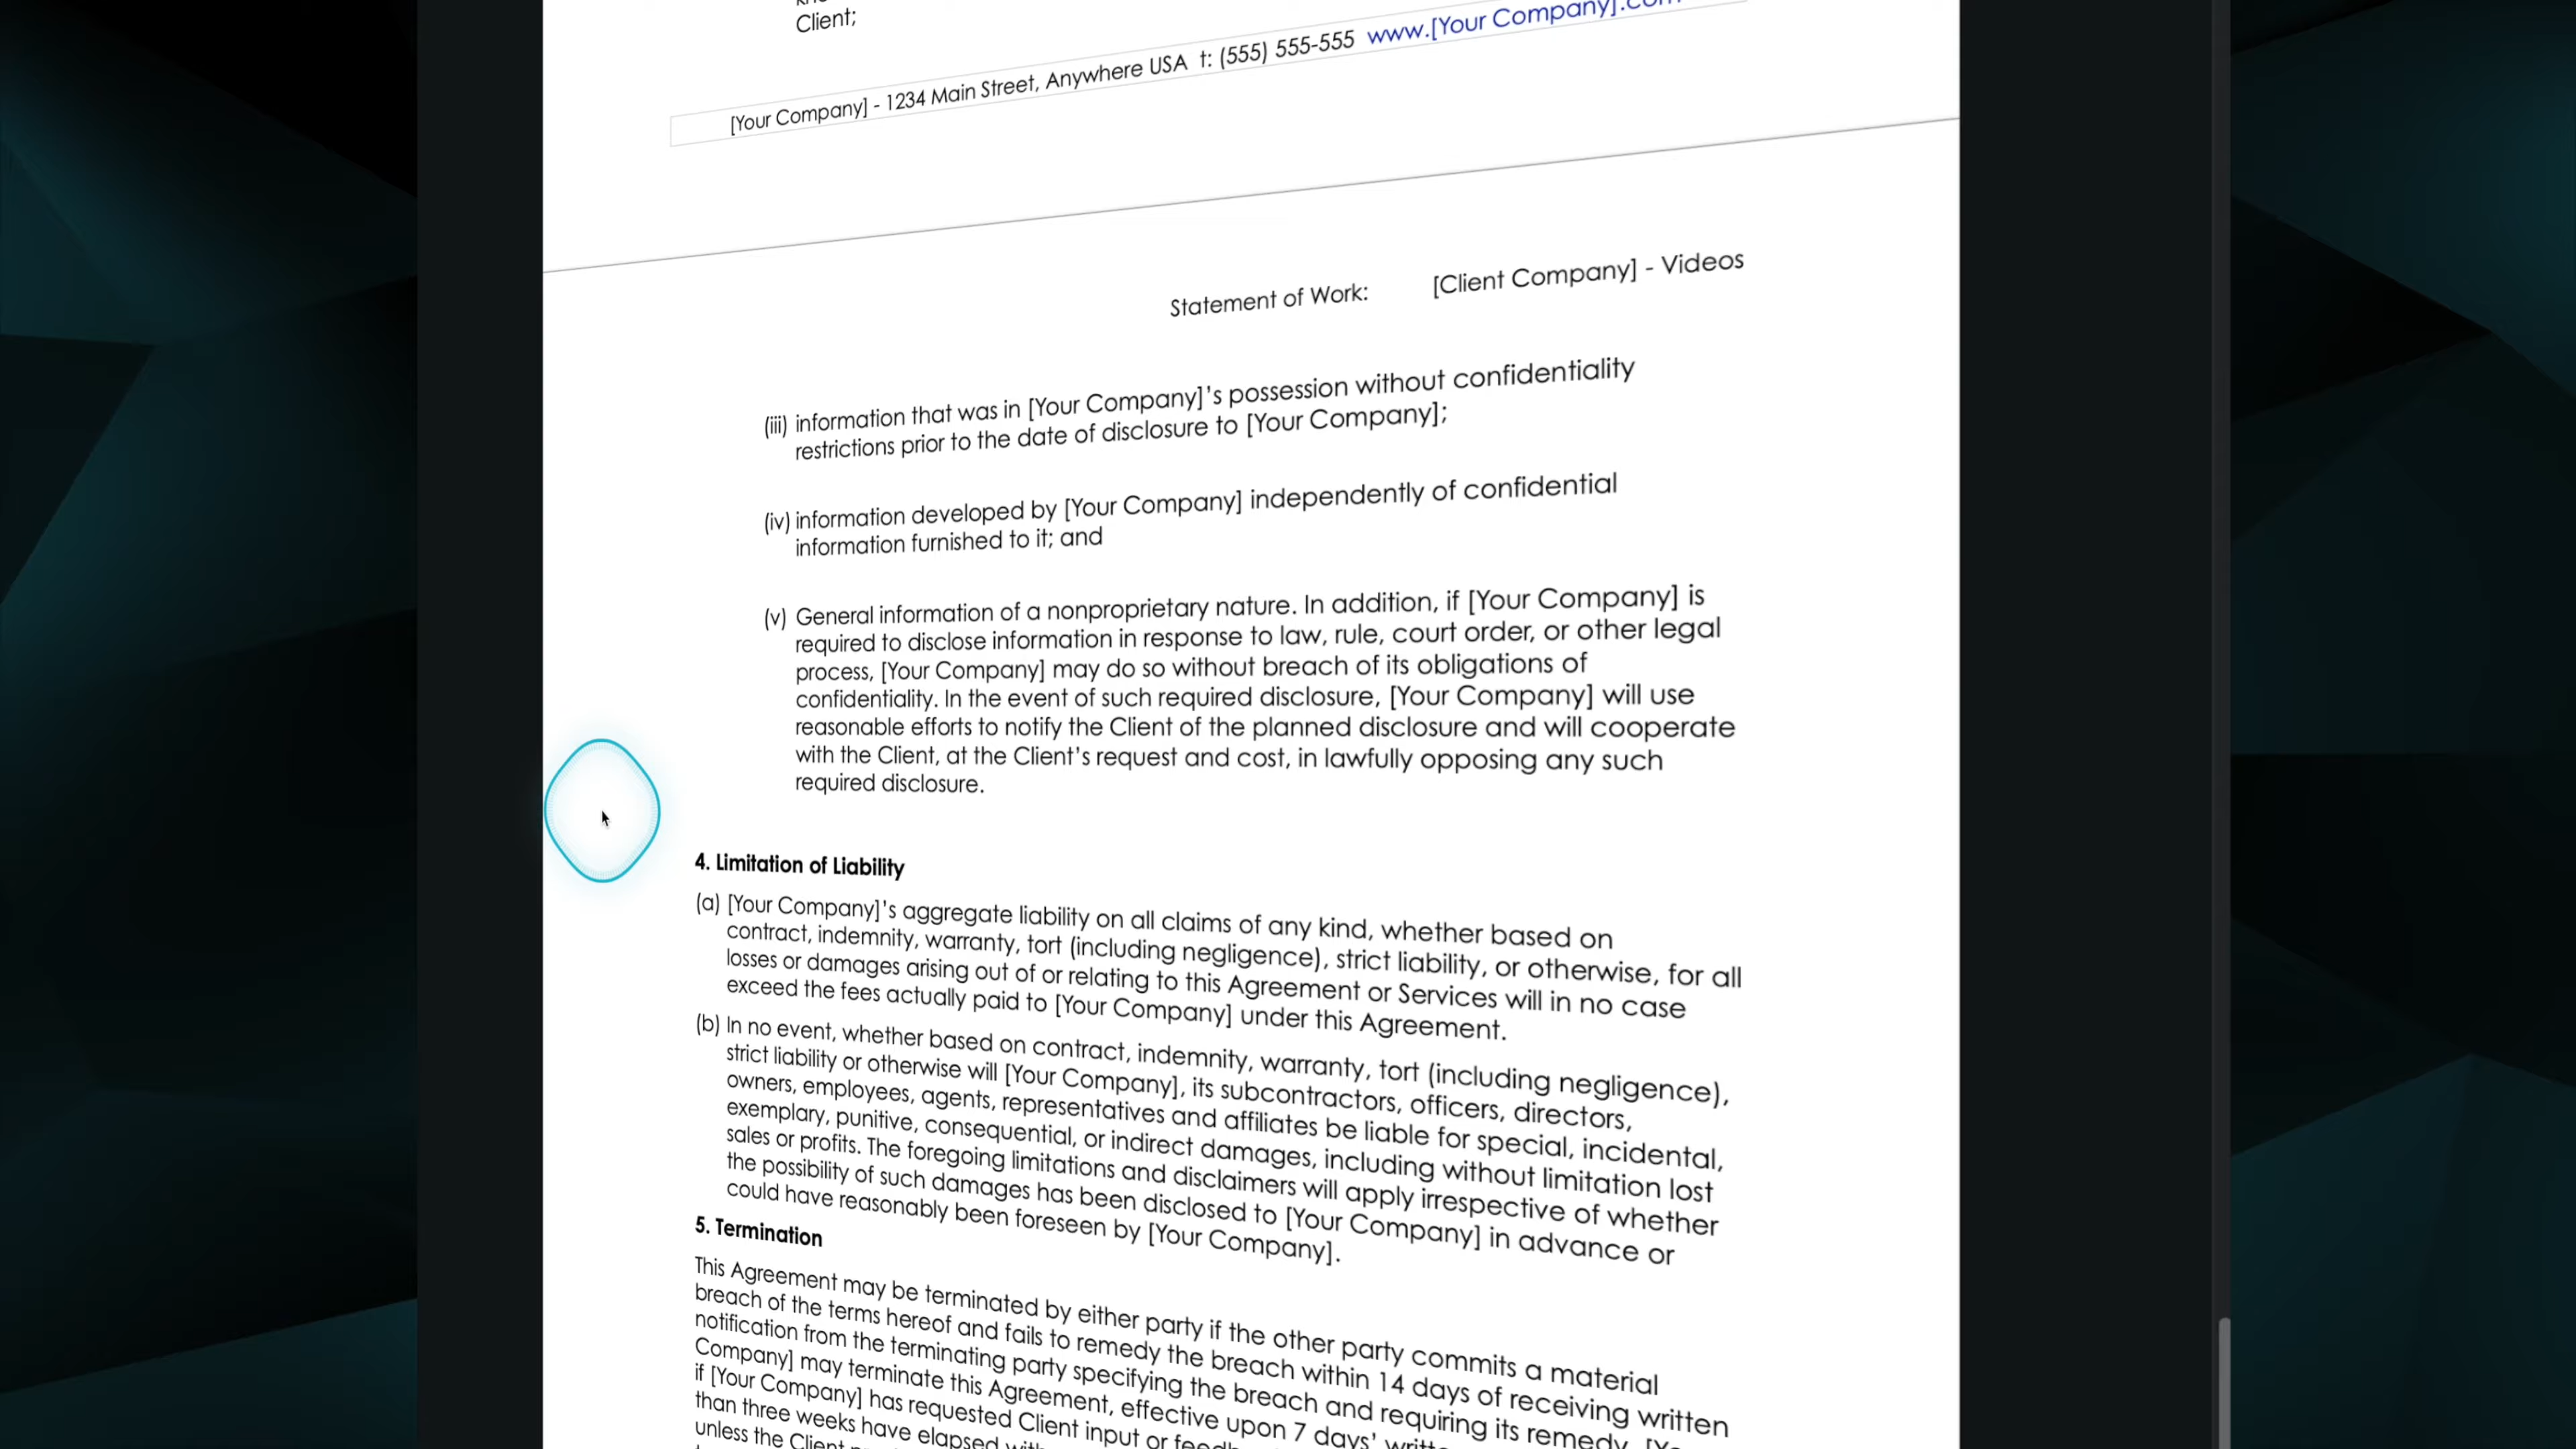 Client;
[Your Company] - 1234 Main Street, Anywhere USA t: (555) 555-555 www.[Your Company].com
Statement of Work: [Client Company] - Videos
(iii) information that was in [Your Company]'s possession without confidentiality
restrictions prior to the date of disclosure to [Your Company];
(iv) information developed by [Your Company] independently of confidential
information furnished to it; and
(v) General information of a nonproprietary nature. In addition, if [Your Company] is
required to disclose information in response to law, rule, court order, or other legal
process, [Your Company] may do so without breach of its obligations of
confidentiality. In the event of such required disclosure, [Your Company] will use
reasonable efforts to notify the Client of the planned disclosure and will cooperate
with the Client, at the Client's request and cost, in lawfully opposing any such
required disclosure.
4. Limitation of Liability
(a) [Your Company]'s aggregate liability on all claims of any kind, whether based on
contract, indemnity, warranty, tort (including negligence), strict liability, or otherwise, for all
losses or damages arising out of or relating to this Agreement or Services will in no case
exceed the fees actually paid to [Your Company] under this Agreement.
(b) In no event, whether based on contract, indemnity, warranty, tort (including negligence),
strict liability or otherwise will [Your Company], its subcontractors, officers, directors,
owners, employees, agents, representatives and affiliates be liable for special, incidental,
exemplary, punitive, consequential, or indirect damages, including without limitation lost
sales or profits. The foregoing limitations and disclaimers will apply irrespective of whether
the possibility of such damages has been disclosed to [Your Company] in advance or
could have reasonably been foreseen by [Your Company].
5. Termination
This Agreement may be terminated by either party if the other party commits a material
breach of the terms hereof and fails to remedy the breach within 14 days of receiving written
notification from the terminating party specifying the breach and requiring its remedy.
Company] may terminate this Agreement, effective upon 7 days'
if [Your Company] has requested Client input or
than three weeks have elapsed
unless the Client